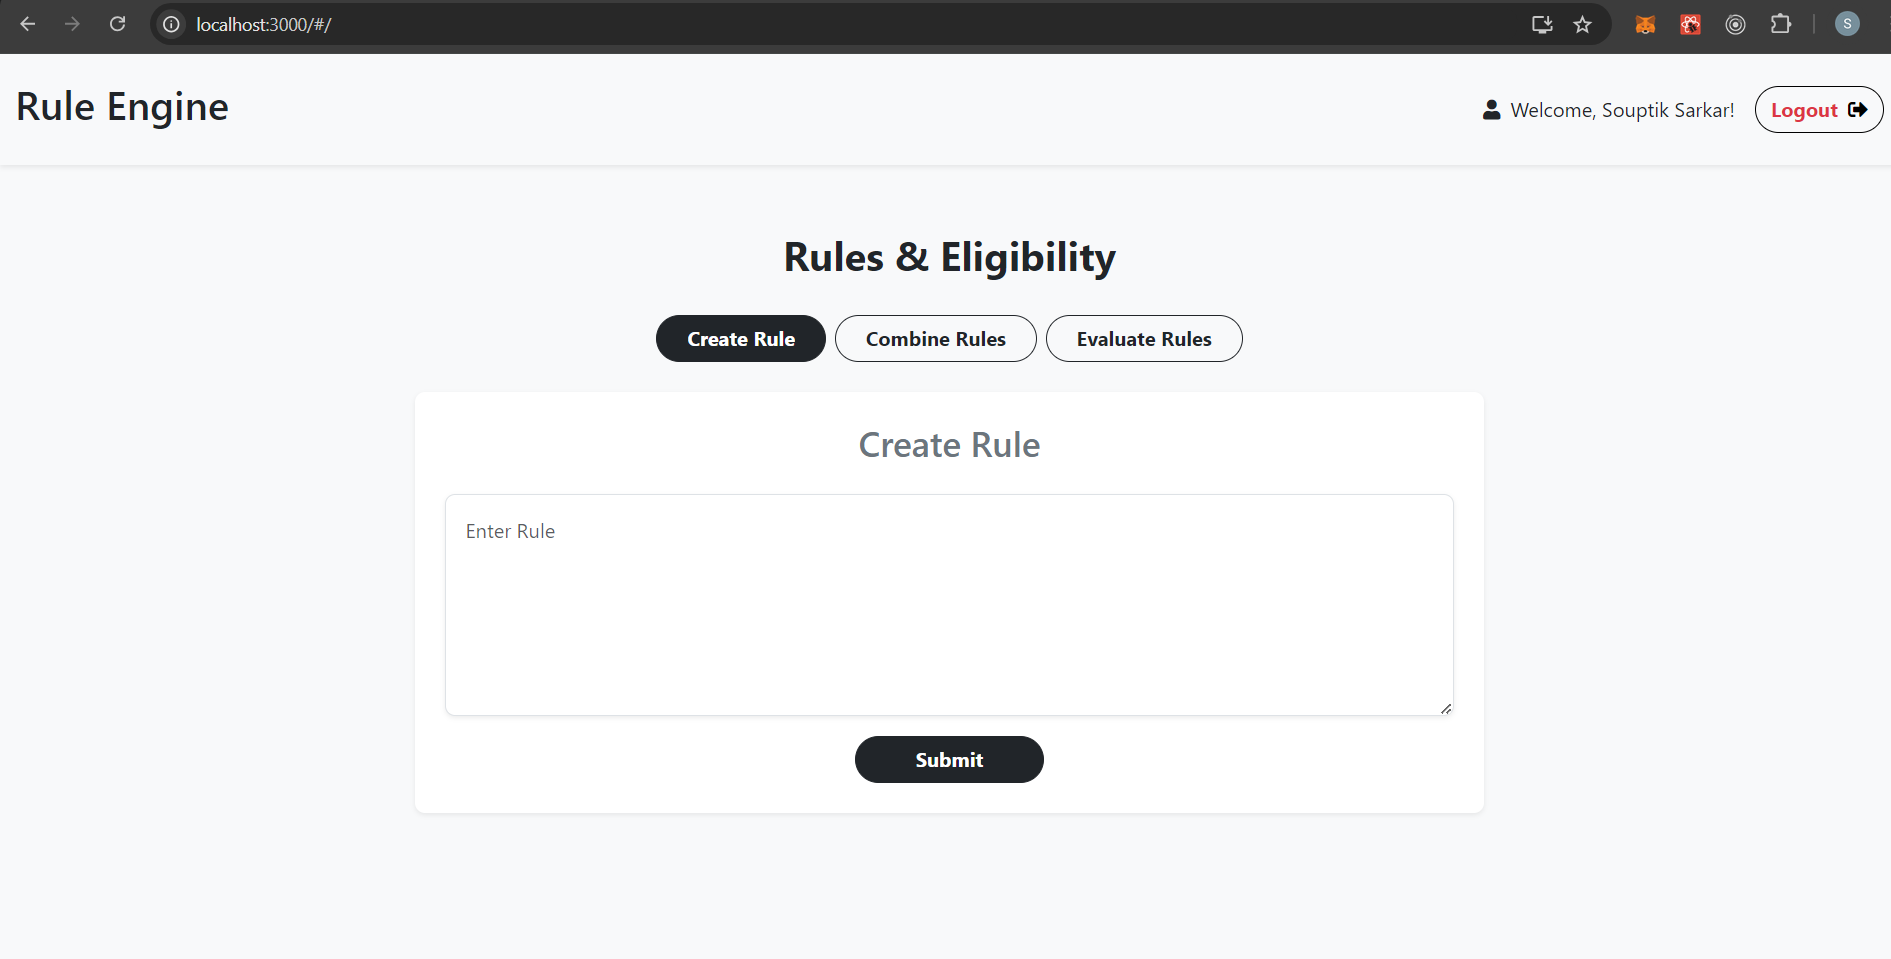 localhost:3000/#/
S
Rule Engine
Welcome, Souptik Sarkar!
Logout
Rules & Eligibility
Create Rule
Combine Rules
Evaluate Rules
Create Rule
Enter Rule
Submit